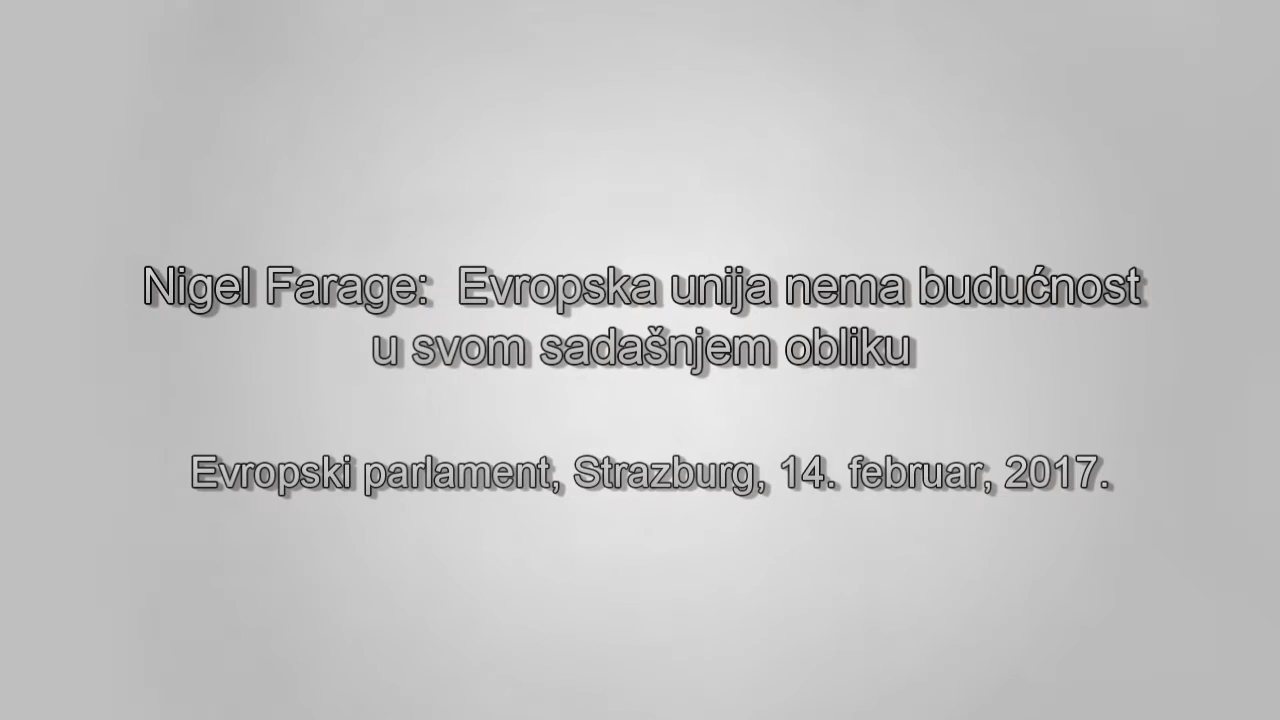 Nigel Farage: Evropska unija nema budućnost
u svom sadašnjem obliku
Evropski parlament, Strazburg, 14. februar, 2017.